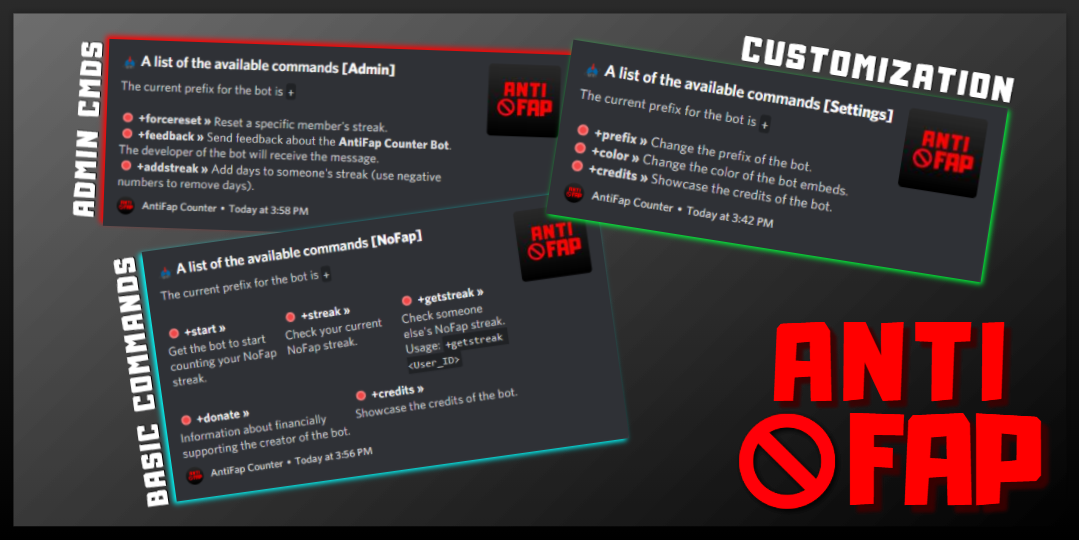 ADMIN CMDS
A list of the available commands [Admin]
The current prefix for the bot is +
ANTI
FAP
+forcereset » Reset a specific member's streak.
+feedback » Send feedback about the AntiFap Counter Bot.
The developer of the bot will receive the message.
+addstreak » Add days to someone's streak (use negative
numbers to remove days).
AntiFap Counter • Today at 3:58 PM
CUSTOMIZATION
A list of the available commands [Settings]
The current prefix for the bot is +
ANTI
FAP
+prefix » Change the prefix of the bot.
+color » Change the color of the bot embeds.
+credits » Showcase the credits of the bot.
AntiFap Counter • Today at 3:42 PM
BASIC COMMANDS
A list of the available commands [NoFap]
The current prefix for the bot is +
ANTI
FAP
+start »
Get the bot to start
counting your NoFap
streak.
+streak »
Check your current
NoFap streak.
+getstreak »
Check someone
else's NoFap streak.
Usage: +getstreak
<User_ID>
+donate »
Information about financially
supporting the creator of the bot.
+credits »
Showcase the credits of the bot.
AntiFap Counter • Today at 3:56 PM
ANTI
FAP